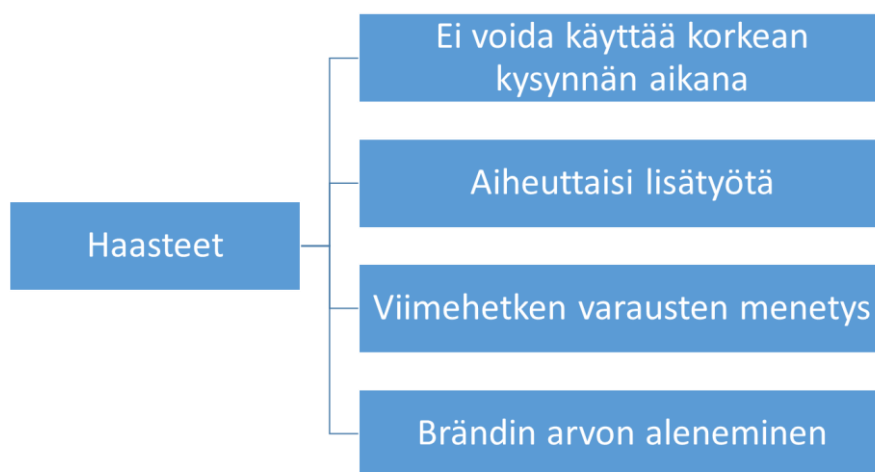 Haasteet
Ei voida käyttää korkean
kysynnän aikana
Aiheuttaisi lisätyötä
Viimehetken varausten menetys
Brändin arvon aleneminen